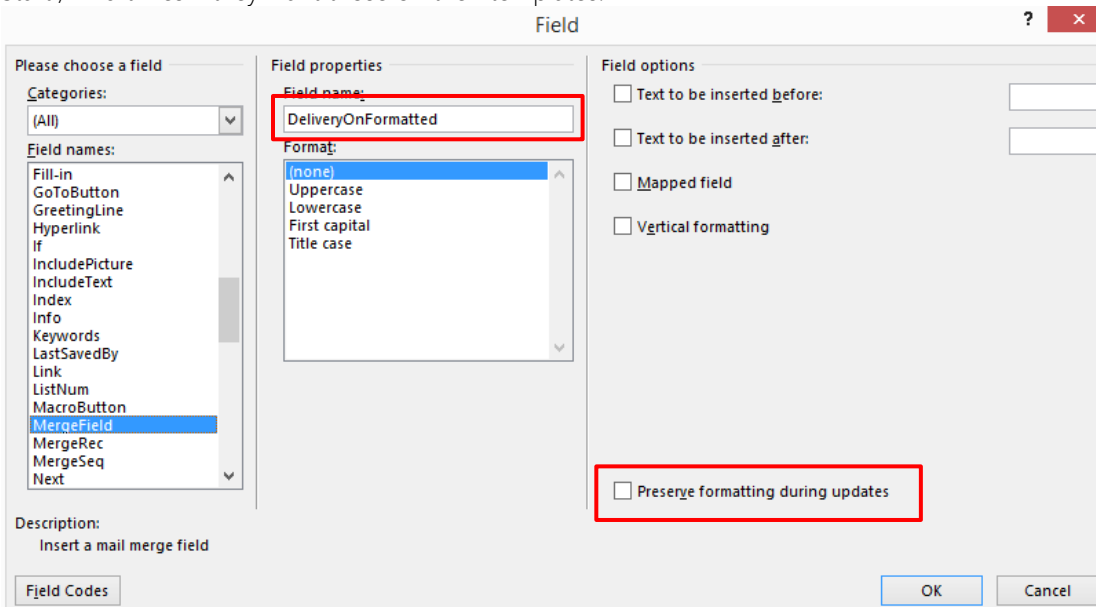 Field
?
×
Please choose a field
Categories:
(All)
Field names:
Fill-in
GoToButton
GreetingLine
Hyperlink
If
IncludePicture
IncludeText
Index
Info
Keywords
LastSavedBy
Link
ListNum
MacroButton
MergeField
MergeRec
MergeSeq
Next
Description:
Insert a mail merge field
Field Codes
Field properties
Field name:
DeliveryOnFormatted
Format:
(none)
Uppercase
Lowercase
First capital
Title case
Field options
Text to be inserted before:
Text to be inserted after:
Mapped field
Vertical formatting
Preserve formatting during updates
OK
Cancel